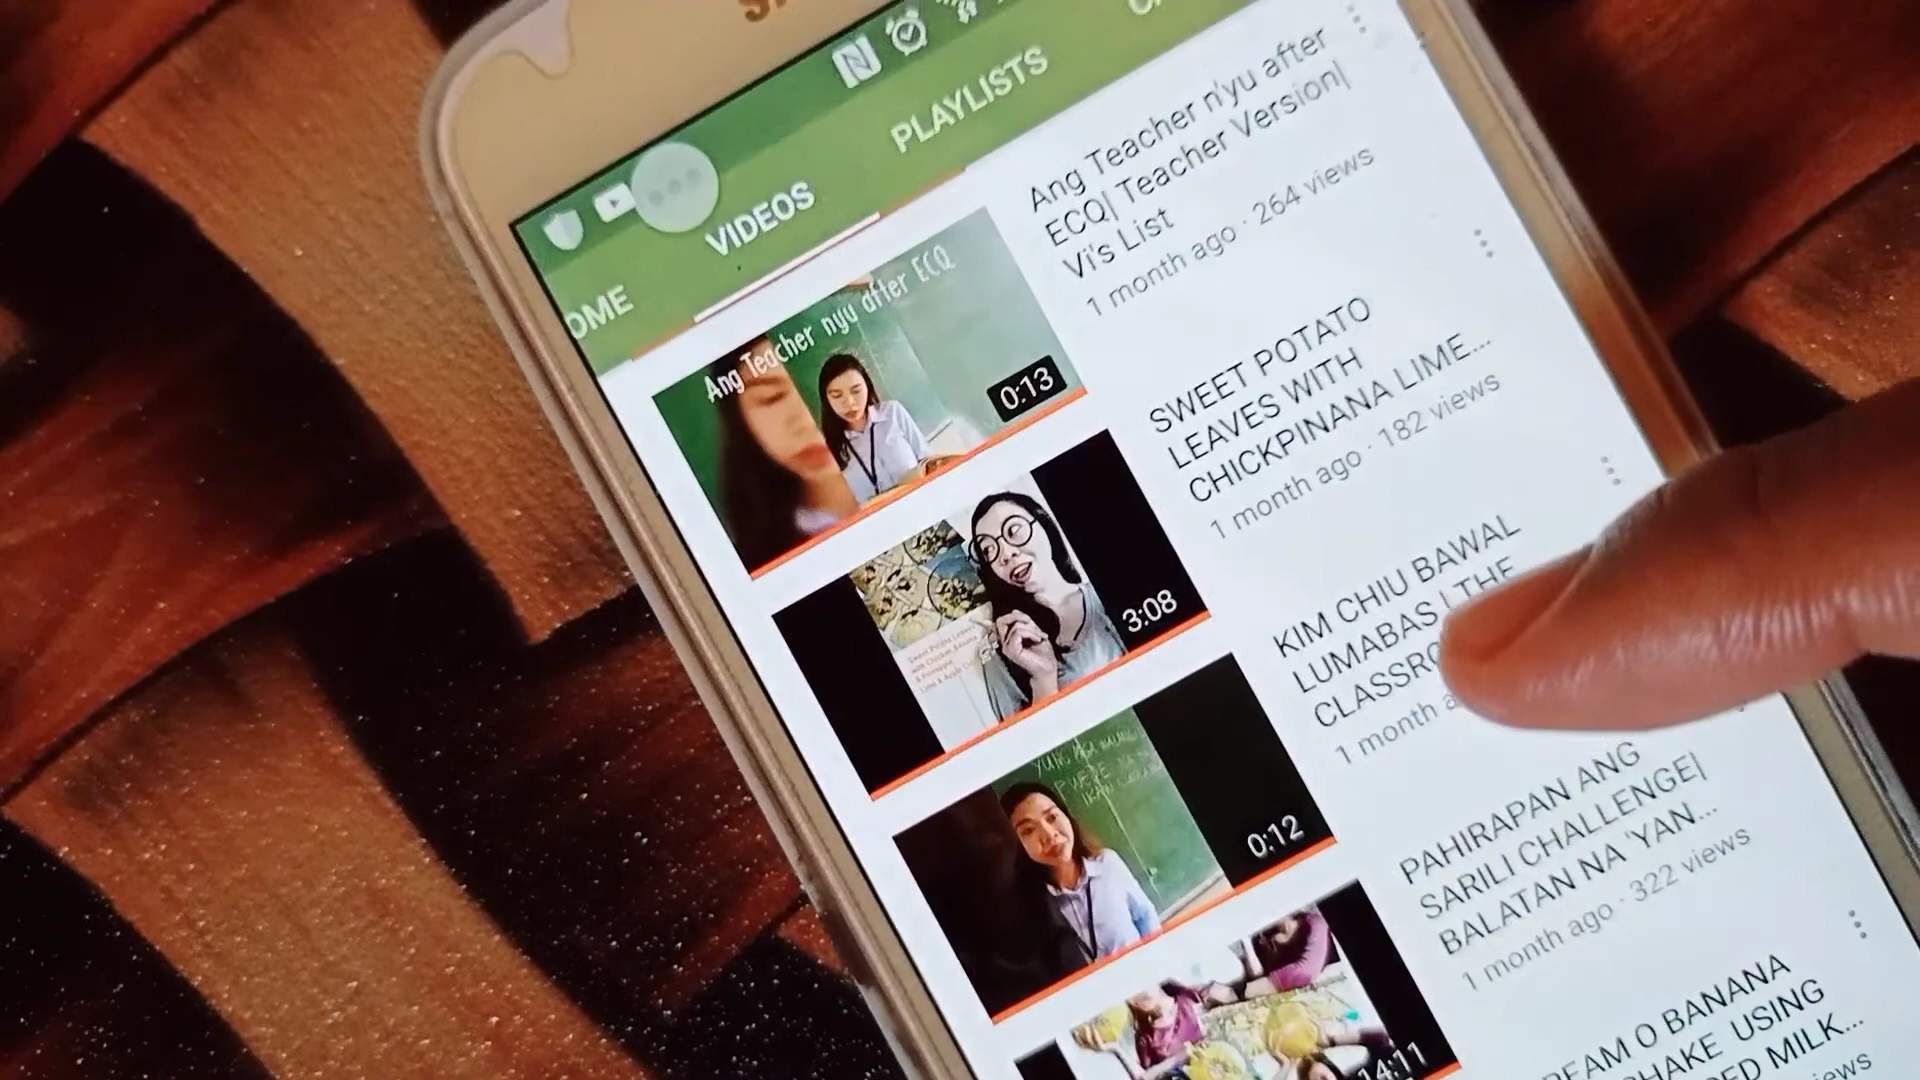 VIDEOS
PLAYLISTS
OME
Ang Teacher nyu after ECQ
0:13
Ang Teacher n'yu after
ECQ| Teacher Version|
Vi's List
1 month ago · 264 views
3:08
SWEET POTATO
LEAVES WITH
CHICKPINANA LIME...
1 month ago · 182 views
0:12
KIM CHIU BAWAL
LUMABAS | THE
CLASSRO
1 month a
14:11
PAHIRAPAN ANG
SARILI CHALLENGE|
BALATAN NA 'YAN...
1 month ago · 322 views
EAM O BANANA
SHAKE USING
ED MILK...
iews